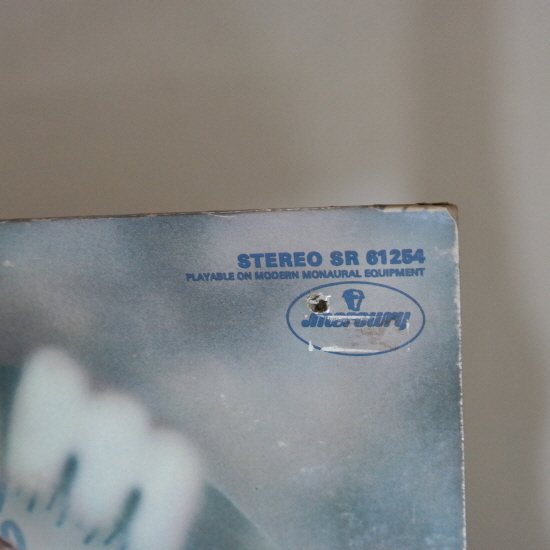 STEREO SR 61254
PLAYABLE ON MODERN MONAURAL EQUIPMENT
mercury